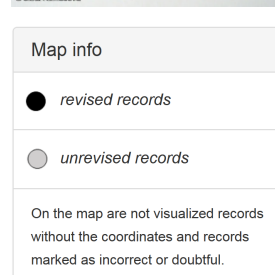 Map info
revised records
unrevised records
On the map are not visualized records
without the coordinates and records
marked as incorrect or doubtful.